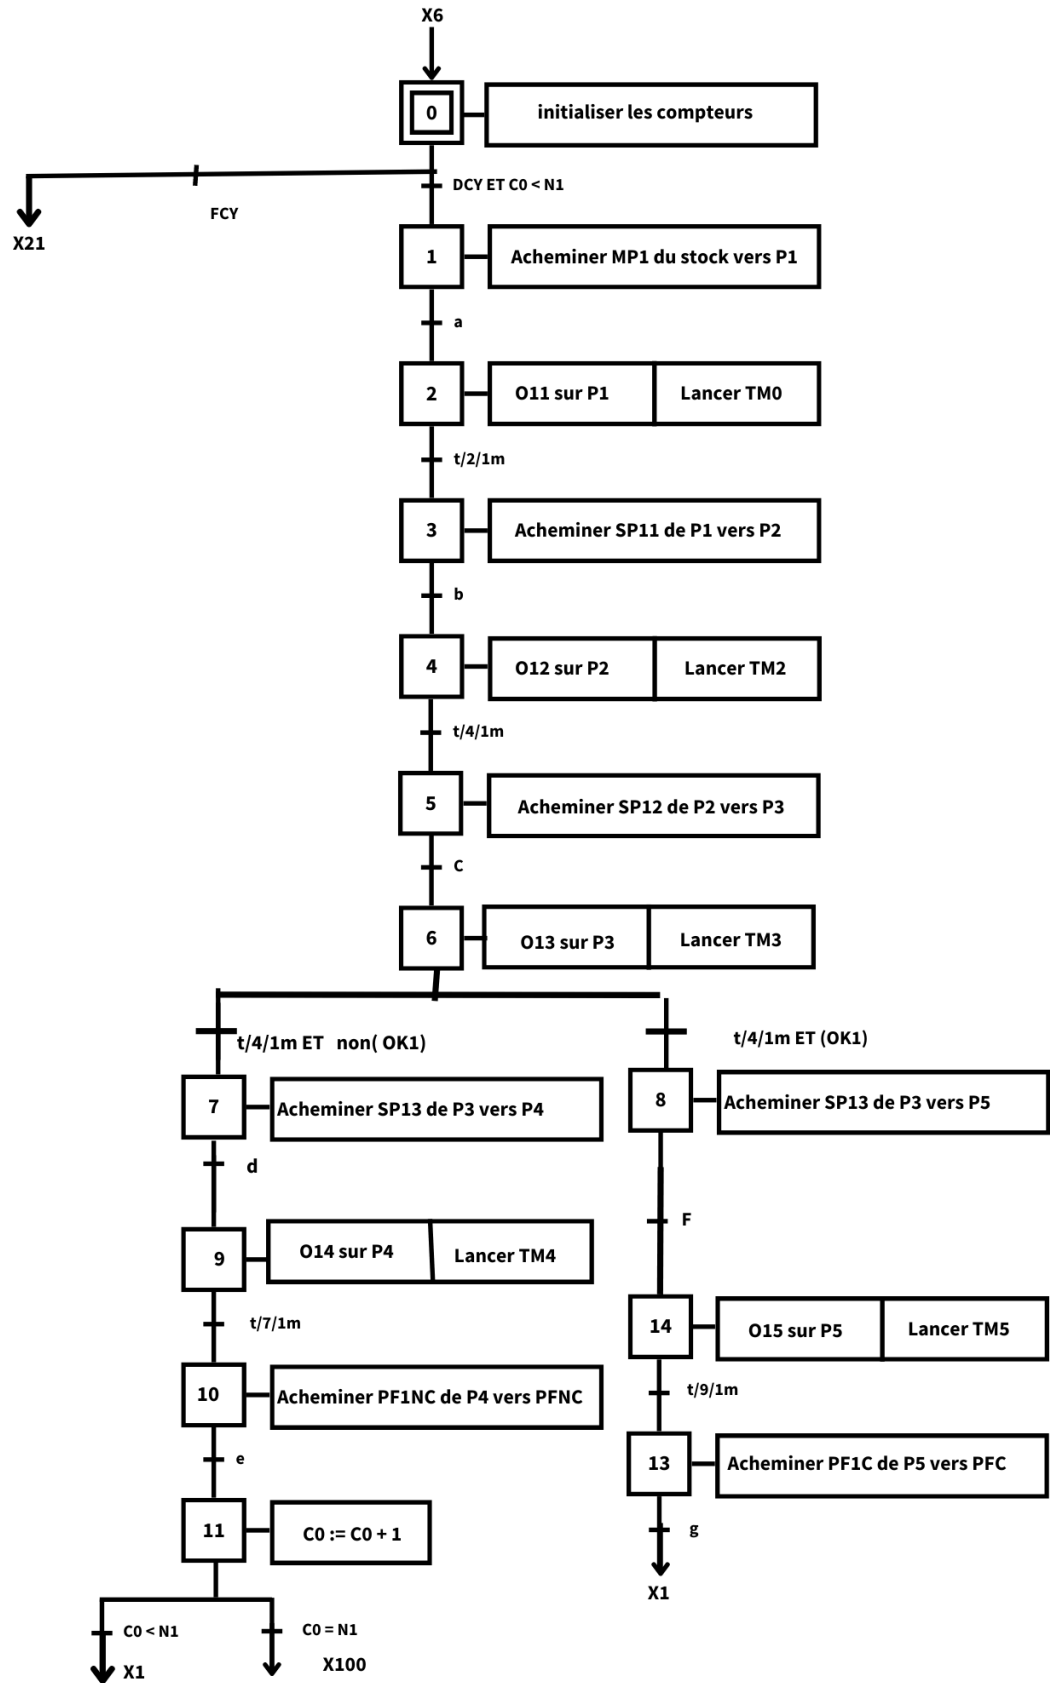 X6
0
initialiser les compteurs
DCY ET C0 < N1
FCY
X21
1
Acheminer MP1 du stock vers P1
a
2
O11 sur P1
Lancer TM0
t/2/1m
3
Acheminer SP11 de P1 vers P2
b
4
O12 sur P2
Lancer TM2
t/4/1m
5
Acheminer SP12 de P2 vers P3
C
6
O13 sur P3
Lancer TM3
t/4/1m ET non( OK1)
t/4/1m ET (OK1)
7
Acheminer SP13 de P3 vers P4
8
Acheminer SP13 de P3 vers P5
d
F
9
O14 sur P4
Lancer TM4
t/7/1m
14
O15 sur P5
Lancer TM5
t/9/1m
10
Acheminer PF1NC de P4 vers PFNC
e
13
Acheminer PF1C de P5 vers PFC
g
11
C0 := C0 + 1
X1
C0 < N1
C0 = N1
X1
X100